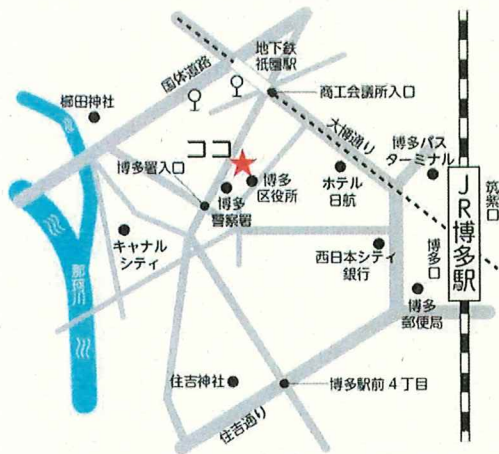 地下鉄
祇園駅
国体道路
商工会議所入口
櫛田神社
大博通り
博多バス
ターミナル
ココ
博多署入口
博多
警察署
博多
区役所
ホテル
日航
筑紫口
JR博多駅
博多口
キャナル
シティ
西日本シティ
銀行
那珂川
博多
郵便局
住吉神社
博多駅前4丁目
住吉通り